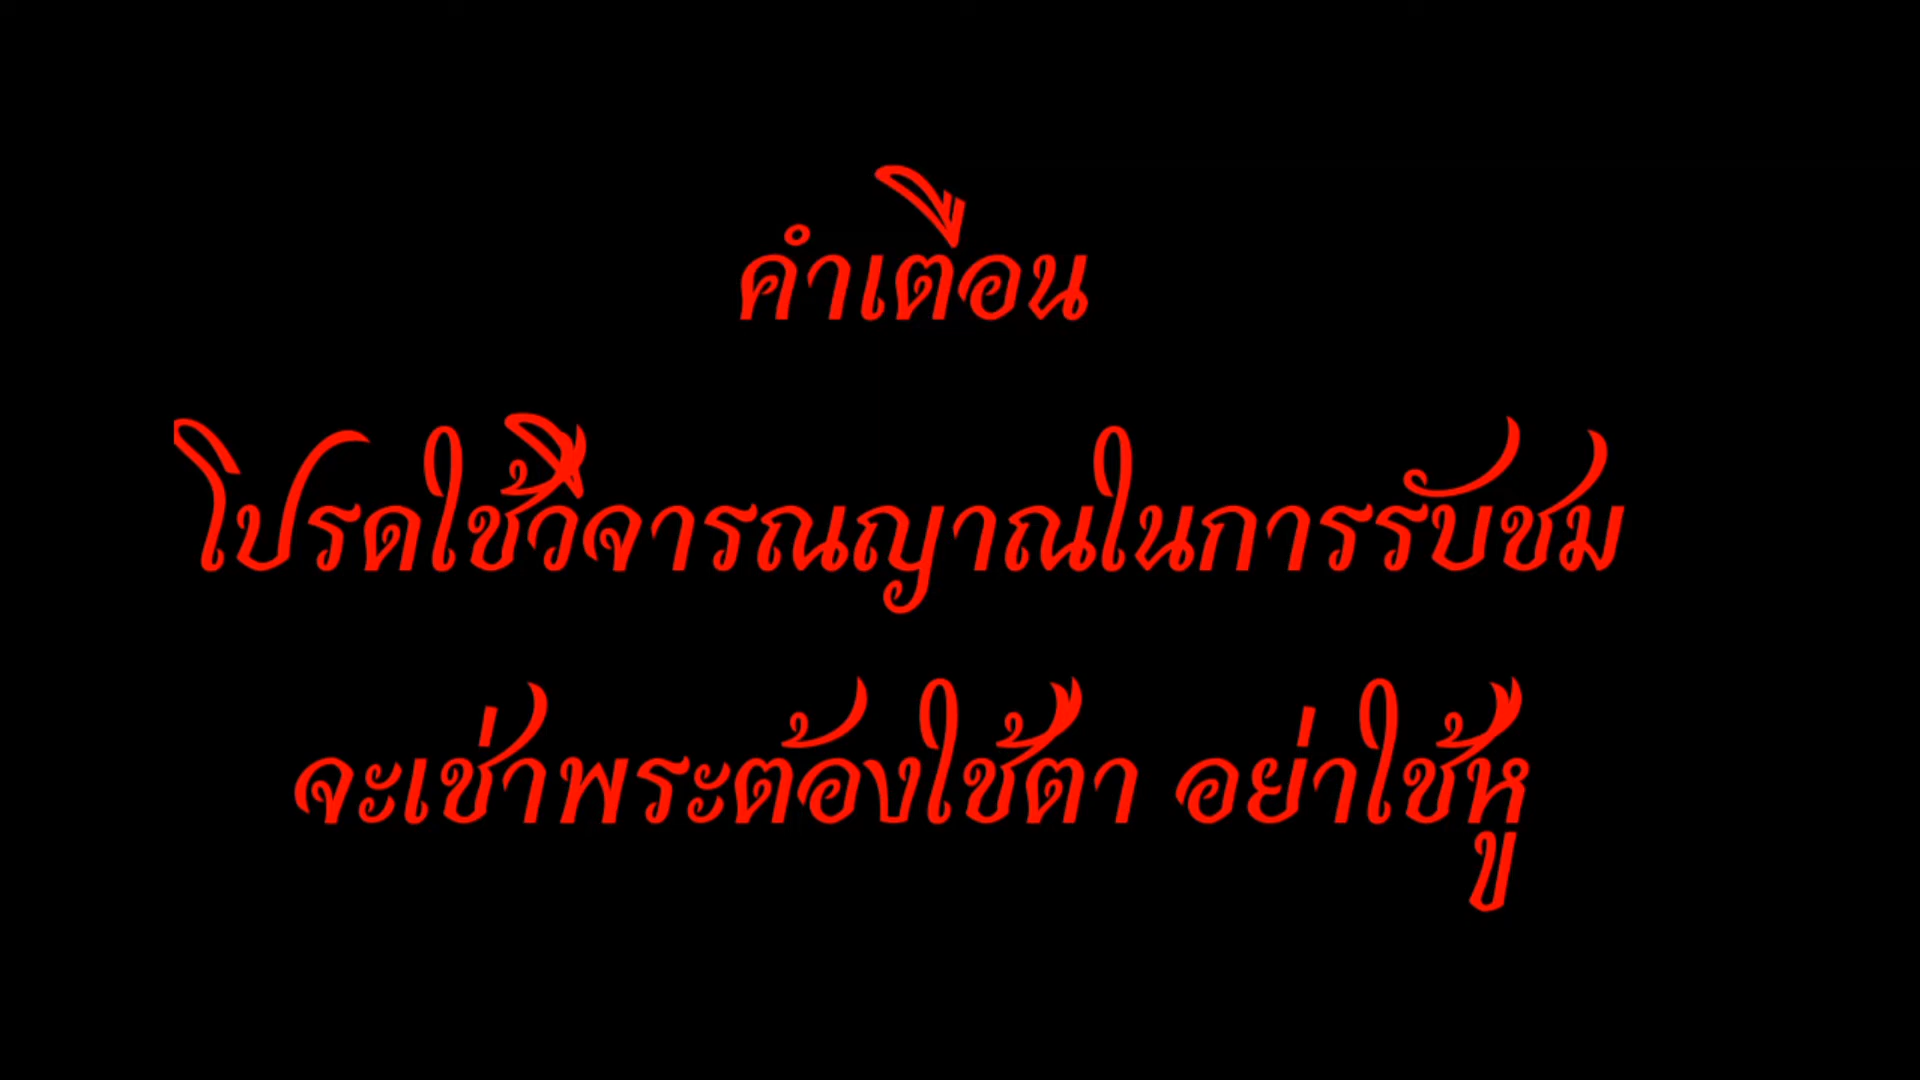 คำเตือน
โปรดใช้วิจารณญาณในการรับชม
จะเช่าพระต้องใช้ตา อย่าใช้หู